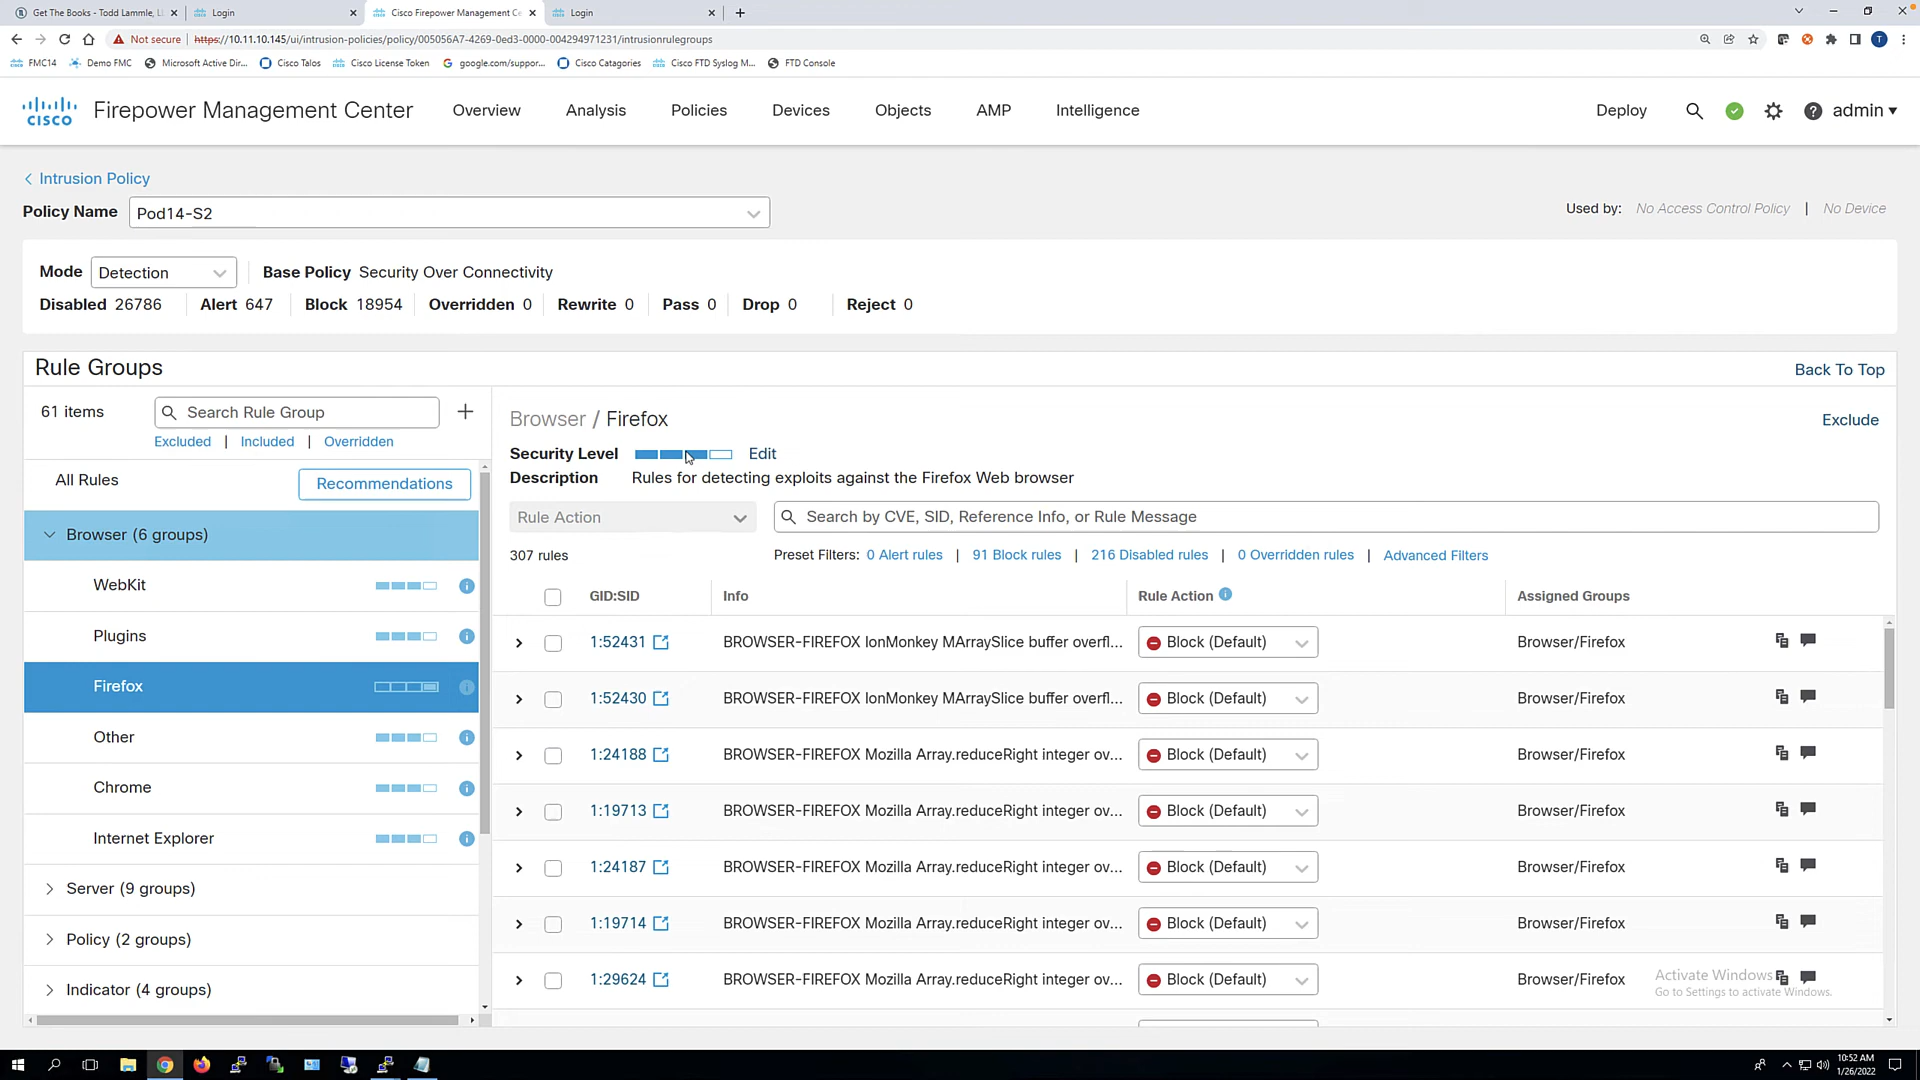 Get The Books - Todd Lammle, L
Login
Cisco Firepower Management Ce
Login
Not secure
https://10.11.10.145/ui/intrusion-policies/policy/005056A7-4269-0ed3-0000-004294971231/intrusionrulegroups
FMC14
Demo FMC
Microsoft Active Dir...
Cisco Talos
Cisco License Token
google.com/suppor...
Cisco Catagories
Cisco FTD Syslog M...
FTD Console
cisco
Firepower Management Center
Overview
Analysis
Policies
Devices
Objects
AMP
Intelligence
Deploy
admin
Intrusion Policy
Policy Name
Pod14-S2
Used by: No Access Control Policy | No Device
Mode
Detection
Base Policy Security Over Connectivity
Disabled 26786
Alert 647
Block 18954
Overridden 0
Rewrite 0
Pass 0
Drop 0
Reject 0
Rule Groups
Back To Top
61 items
Search Rule Group
Excluded | Included | Overridden
All Rules
Recommendations
Browser (6 groups)
WebKit
Plugins
Firefox
Other
Chrome
Internet Explorer
Server (9 groups)
Policy (2 groups)
Indicator (4 groups)
Browser / Firefox
Exclude
Security Level
Edit
Description Rules for detecting exploits against the Firefox Web browser
Rule Action
Search by CVE, SID, Reference Info, or Rule Message
307 rules
Preset Filters: 0 Alert rules | 91 Block rules | 216 Disabled rules | 0 Overridden rules | Advanced Filters
GID:SID Info Rule Action Assigned Groups
1:52431 BROWSER-FIREFOX IonMonkey MArraySlice buffer overfl... Block (Default) Browser/Firefox
1:52430 BROWSER-FIREFOX IonMonkey MArraySlice buffer overfl... Block (Default) Browser/Firefox
1:24188 BROWSER-FIREFOX Mozilla Array.reduceRight integer ov... Block (Default) Browser/Firefox
1:19713 BROWSER-FIREFOX Mozilla Array.reduceRight integer ov... Block (Default) Browser/Firefox
1:24187 BROWSER-FIREFOX Mozilla Array.reduceRight integer ov... Block (Default) Browser/Firefox
1:19714 BROWSER-FIREFOX Mozilla Array.reduceRight integer ov... Block (Default) Browser/Firefox
1:29624 BROWSER-FIREFOX Mozilla Array.reduceRight integer ov... Block (Default) Browser/Firefox
Activate Windows
Go to Settings to activate Windows.
10:52 AM
1/26/2022